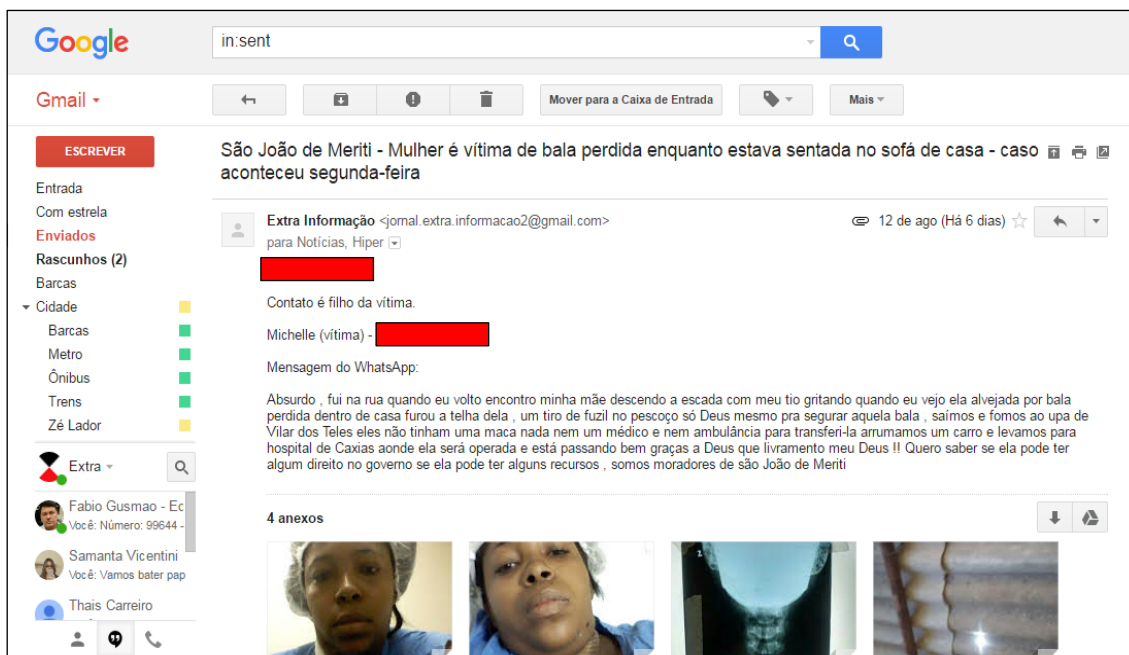 Google
in:sent
Gmail
Mover para a Caixa de Entrada
Mais
ESCREVER
Entrada
Com estrela
Enviados
Rascunhos (2)
Barcas
Cidade
Barcas
Metro
Ônibus
Trens
Zé Lador
Extra
Fabio Gusmao - Ec
Você: Número: 99644 -
Samanta Vicentini
Você: Vamos bater pap
Thais Carreiro
São João de Meriti - Mulher é vítima de bala perdida enquanto estava sentada no sofá de casa - caso
aconteceu segunda-feira
Extra Informação <jornal.extra.informacao2@gmail.com>
12 de ago (Há 6 dias)
para Notícias, Hiper
Contato é filho da vítima.
Michelle (vítima) -
Mensagem do WhatsApp:
Absurdo , fui na rua quando eu volto encontro minha mãe descendo a escada com meu tio gritando quando eu vejo ela alvejada por bala
perdida dentro de casa furou a telha dela , um tiro de fuzil no pescoço só Deus mesmo pra segurar aquela bala , saímos e fomos ao upa de
Vilar dos Teles eles não tinham uma maca nada nem um médico e nem ambulância para transferi-la arrumamos um carro e levamos para
hospital de Caxias aonde ela será operada e está passando bem graças a Deus que livramento meu Deus !! Quero saber se ela pode ter
algum direito no governo se ela pode ter alguns recursos , somos moradores de são João de Meriti
4 anexos